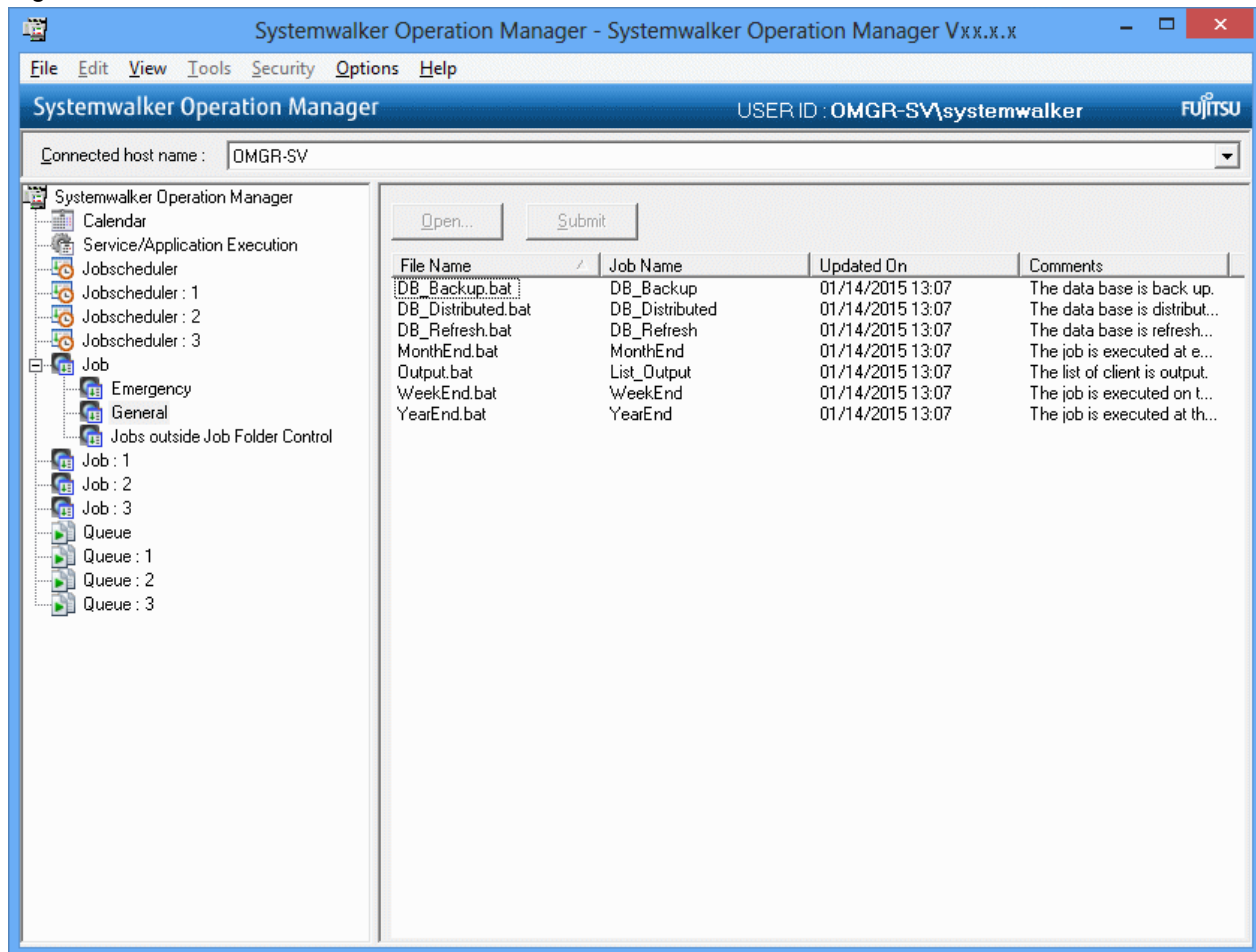 Systemwalker Operation Manager - Systemwalker Operation Manager Vxx.x.x
File Edit View Tools Security Options Help
Systemwalker Operation Manager USER ID : OMGR-SV\systemwalker FUJITSU
Connected host name : OMGR-SV
Systemwalker Operation Manager
Calendar
Service/Application Execution
Jobscheduler
Jobscheduler : 1
Jobscheduler : 2
Jobscheduler : 3
Job
Emergency
General
Jobs outside Job Folder Control
Job : 1
Job : 2
Job : 3
Queue
Queue : 1
Queue : 2
Queue : 3
Open... Submit
File Name Job Name Updated On Comments
DB_Backup.bat DB_Backup 01/14/2015 13:07 The data base is back up.
DB_Distributed.bat DB_Distributed 01/14/2015 13:07 The data base is distribut...
DB_Refresh.bat DB_Refresh 01/14/2015 13:07 The data base is refresh...
MonthEnd.bat MonthEnd 01/14/2015 13:07 The job is executed at e...
Output.bat List_Output 01/14/2015 13:07 The list of client is output.
WeekEnd.bat WeekEnd 01/14/2015 13:07 The job is executed on t...
YearEnd.bat YearEnd 01/14/2015 13:07 The job is executed at th...